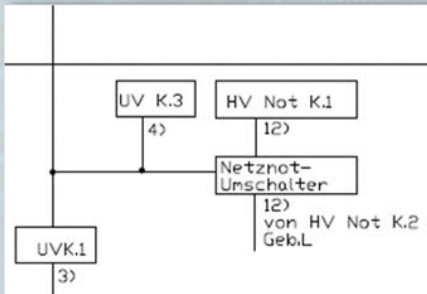 UV K.3
HV Not K.1
4)
12)
Netznot-
Umschalter
12)
von HV Not K.2
Geb.L
UVK.1
3)